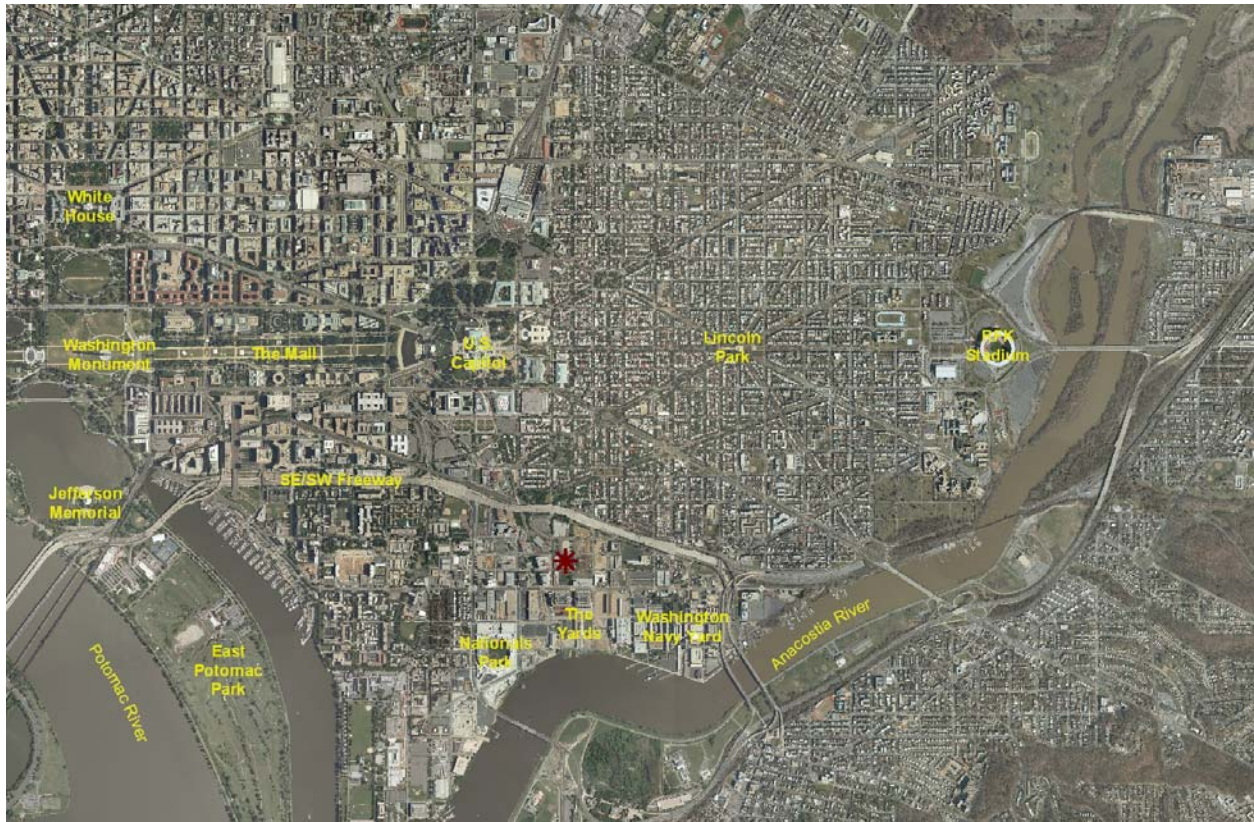 White
House
Washington
Monument
The Mall
U.S.
Capitol
Lincoln
Park
RFK
Stadium
SE/SW Freeway
Jefferson
Memorial
The
Yards
Washington
Navy Yard
Nationals
Park
Anacostia River
East
Potomac
Park
Potomac River